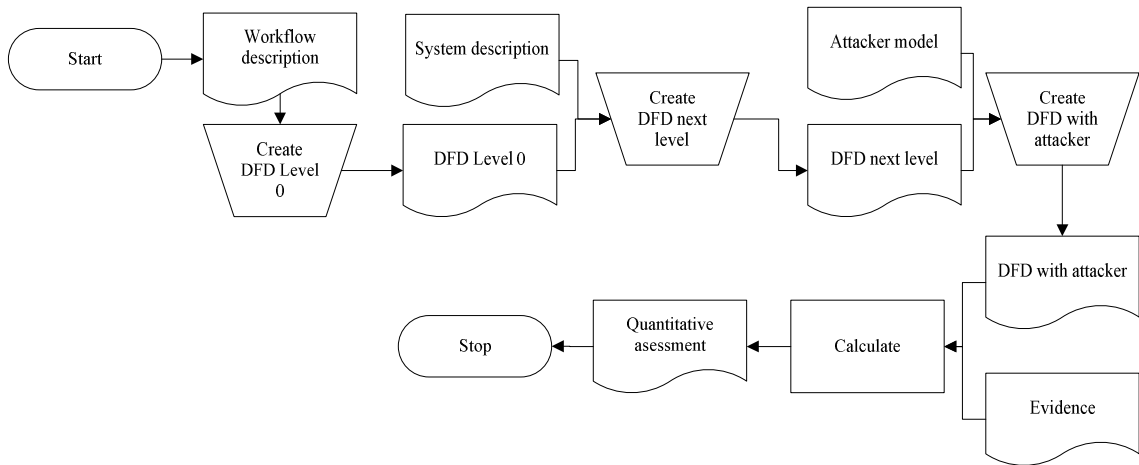 Start
Workflow
description
System description
Attacker model
Create
DFD Level
0
DFD Level 0
Create
DFD next
level
DFD next level
Create
DFD with
attacker
DFD with attacker
Evidence
Calculate
Quantitative
asessment
Stop